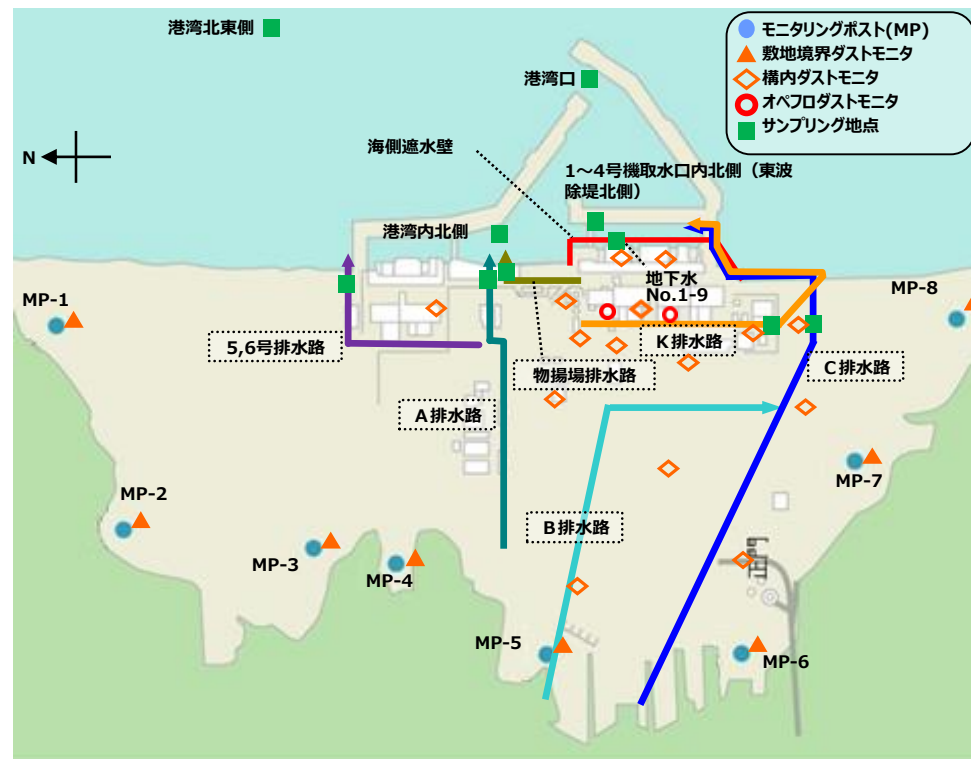 港湾北東側
モニタリングポスト(MP)
敷地境界ダストモニタ
構内ダストモニタ
オペフロダストモニタ
サンプリング地点
港湾口
海側遮水壁
N
1～4号機取水口内北側（東波
除堤北側）
港湾内北側
地下水
No.1-9
MP-1
MP-8
5,6号排水路
K排水路
物揚場排水路
C排水路
A排水路
MP-7
MP-2
B排水路
MP-3
MP-4
正門
MP-5
MP-6